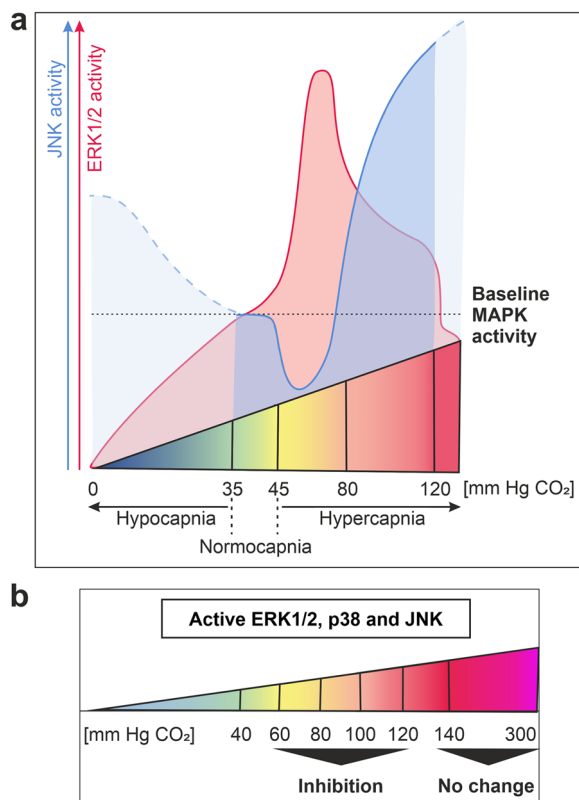 a
JNK activity
ERK1/2 activity
Baseline
MAPK
activity
0 35 45 80 120 [mm Hg CO₂]
Hypocapnia Hypercapnia
Normocapnia
b
Active ERK1/2, p38 and JNK
[mm Hg CO₂] 40 60 80 100 120 140 300
Inhibition No change